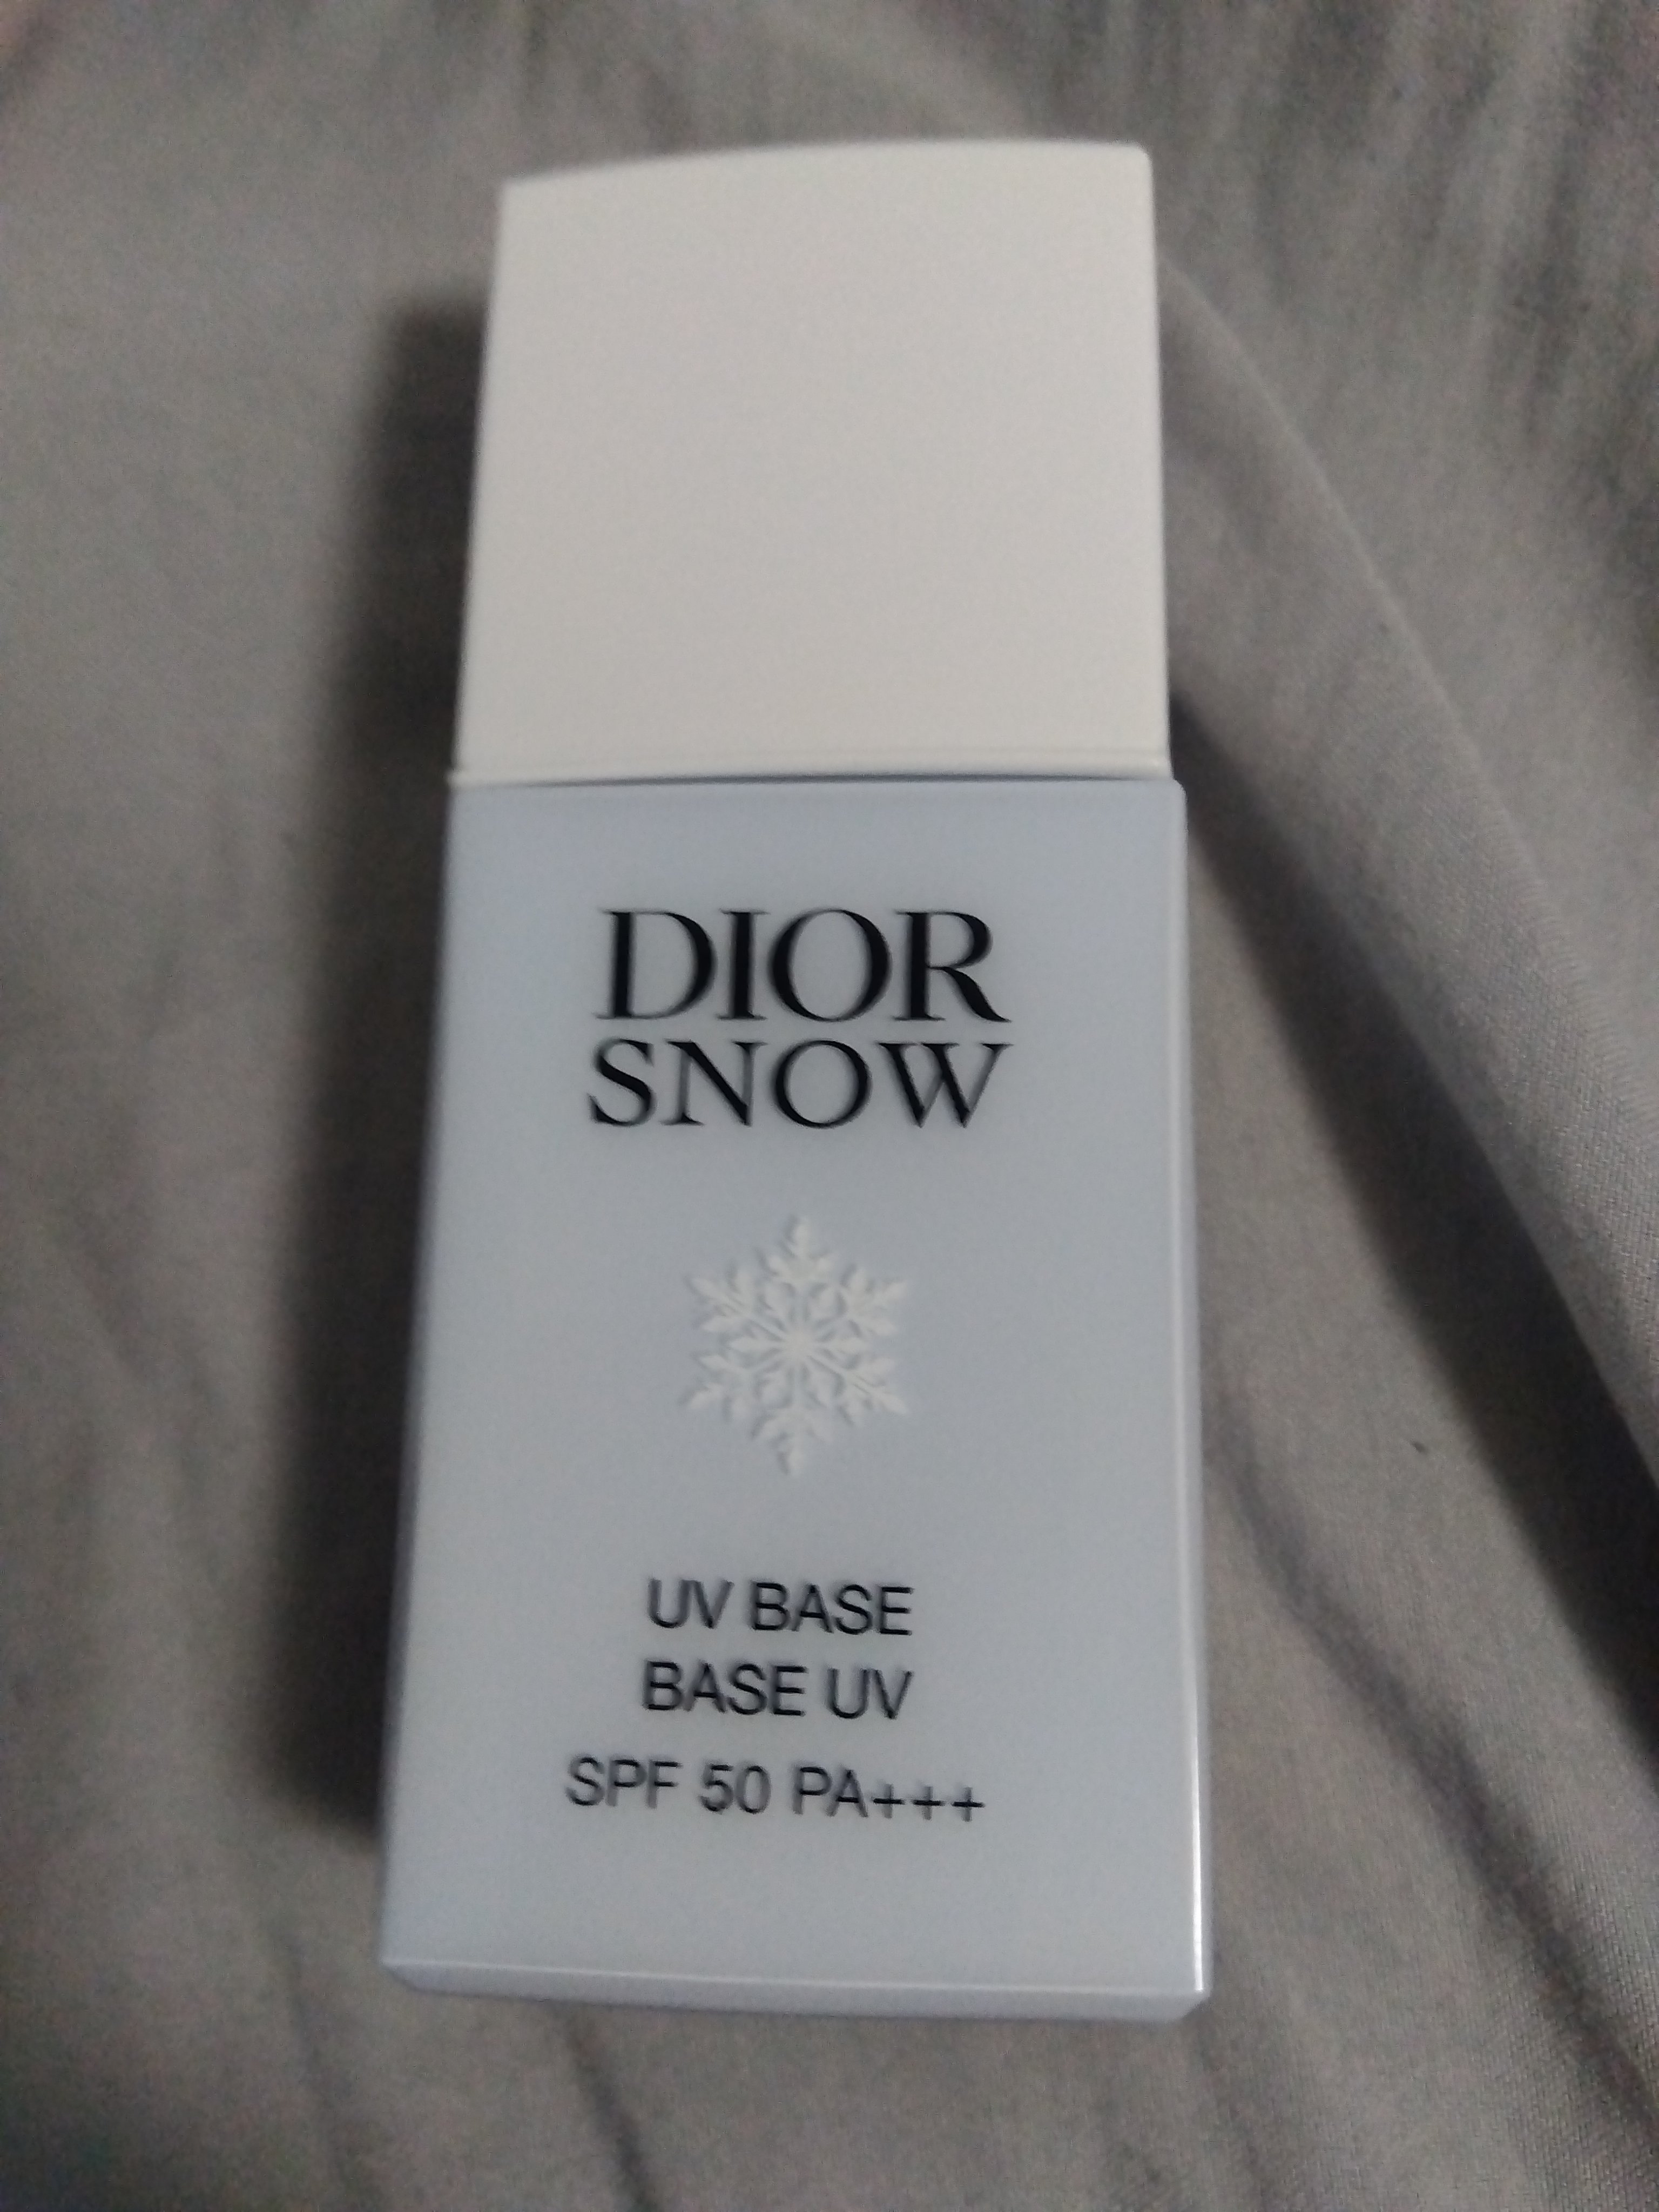 DIOR
SNOW
UV BASE
BASE UV
SPF 50 PA+++